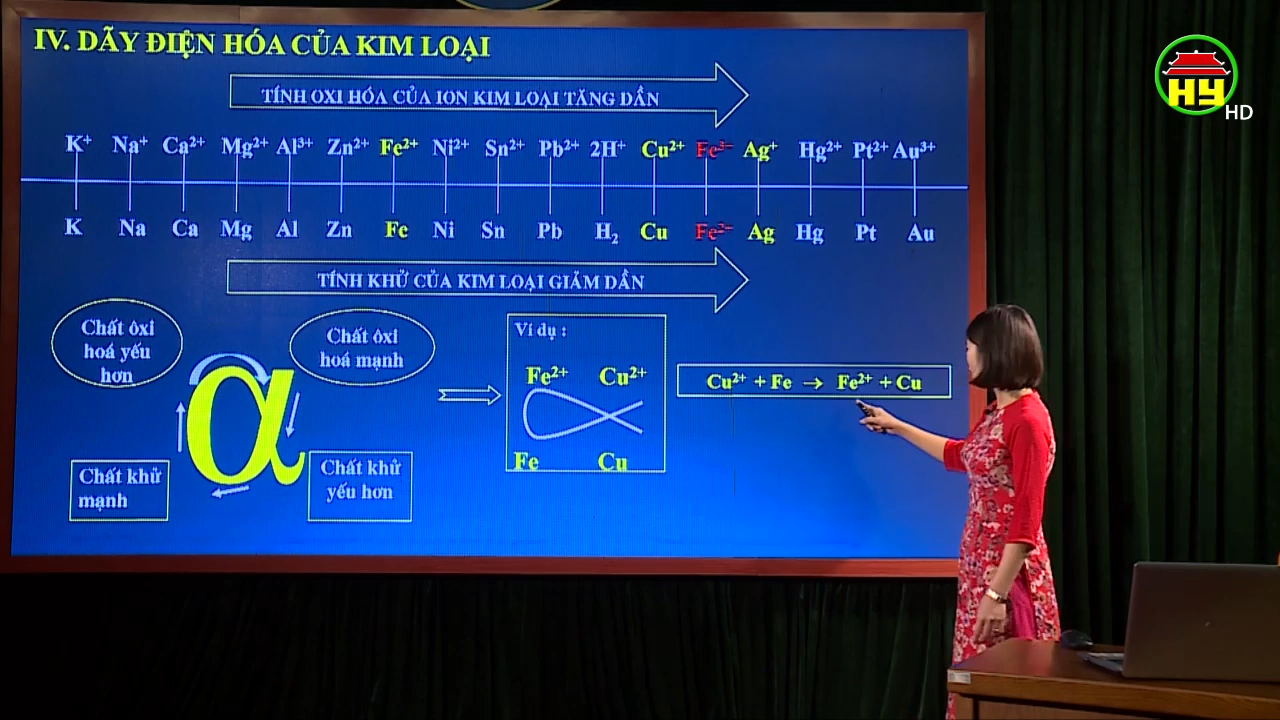 IV. DÃY ĐIỆN HÓA CỦA KIM LOẠI
HY
HD
TÍNH OXI HÓA CỦA ION KIM LOẠI TĂNG DẦN
K⁺ Na⁺ Ca²⁺ Mg²⁺ Al³⁺ Zn²⁺ Fe²⁺ Ni²⁺ Sn²⁺ Pb²⁺ 2H⁺ Cu²⁺ Fe³⁺ Ag⁺ Hg²⁺ Pt²⁺ Au³⁺
K Na Ca Mg Al Zn Fe Ni Sn Pb H₂ Cu Fe²⁺ Ag Hg Pt Au
TÍNH KHỬ CỦA KIM LOẠI GIẢM DẦN
Chất ôxi
hoá yếu
hơn
Chất ôxi
hoá mạnh
α
Chất khử
mạnh
Chất khử
yếu hơn
Ví dụ :
Fe²⁺ Cu²⁺
Fe Cu
Cu²⁺ + Fe → Fe²⁺ + Cu